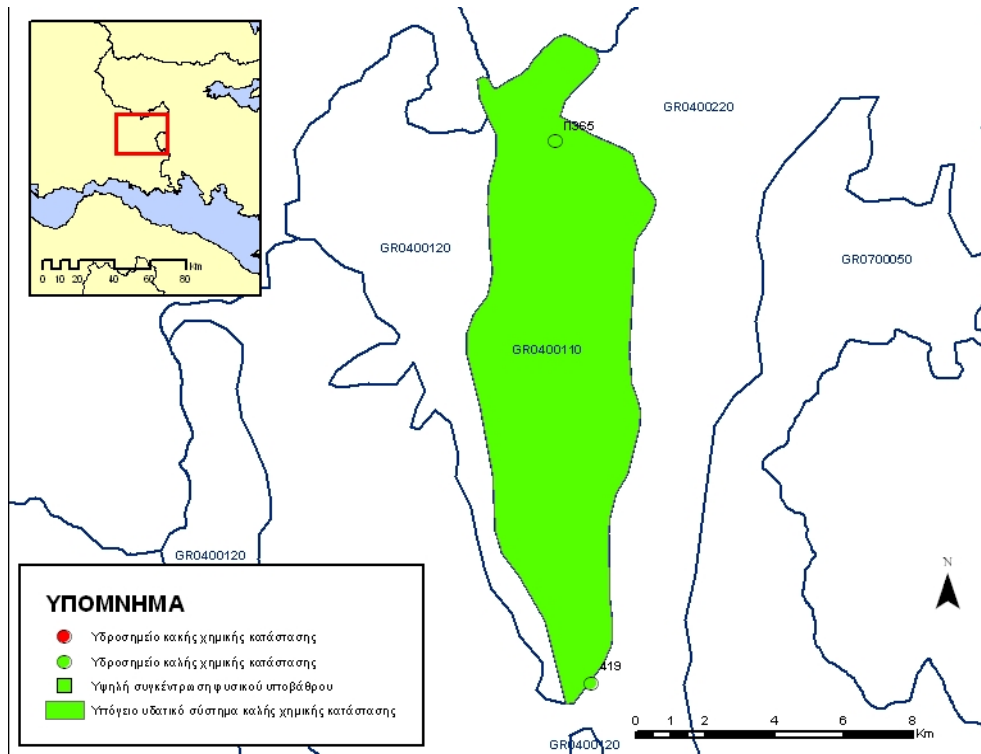 GR0400220
Π365
GR0400120
GR0700050
Km
0 10 20 40 60 80
GR0400110
GR0400120
N
ΥΠΟΜΝΗΜΑ
Υδροσημείο κακής χημικής κατάστασης
Υδροσημείο καλής χημικής κατάστασης
Υψηλή συγκέντρωση φυσικού υποβάθρου
Υπόγειο υδατικό σύστημα καλής χημικής κατάστασης
419
0 1 2 4 6 8
Km
GR0400120